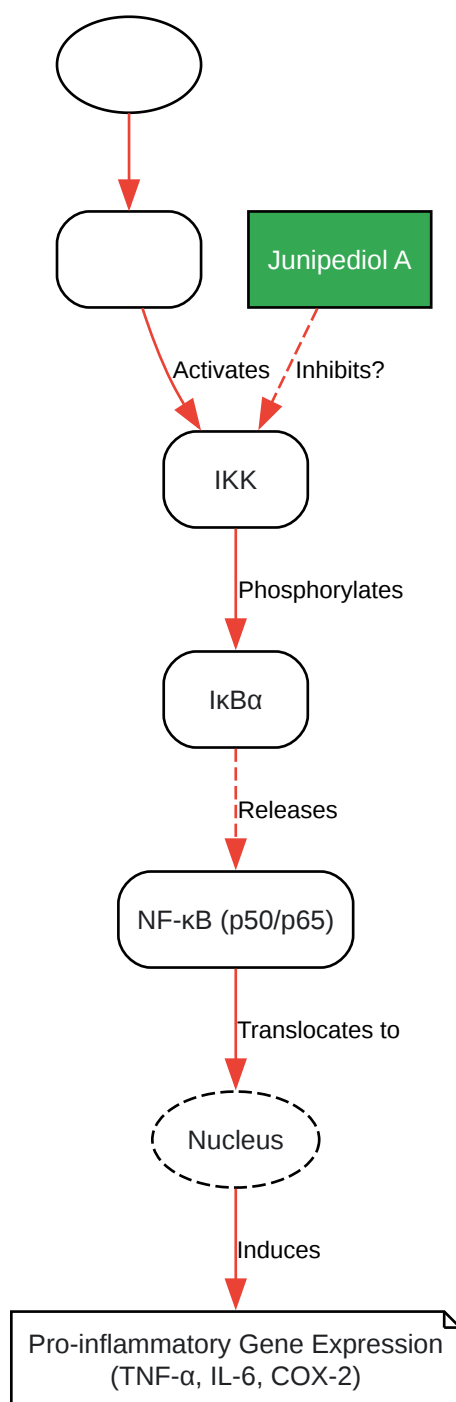 Junipediol A
Activates
Inhibits?
IKK
Phosphorylates
IκBα
Releases
NF-κB (p50/p65)
Translocates to
Nucleus
Induces
Pro-inflammatory Gene Expression
(TNF-α, IL-6, COX-2)